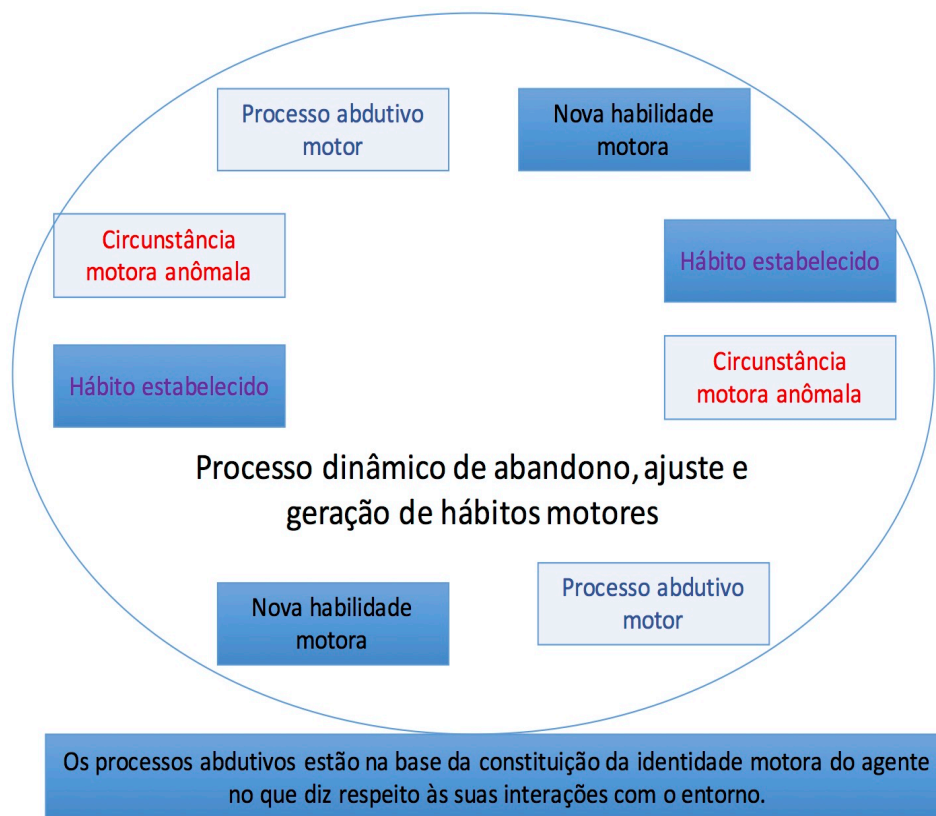 Processo abdutivo
motor
Nova habilidade
motora
Circunstância
motora anômala
Hábito estabelecido
Hábito estabelecido
Circunstância
motora anômala
Processo dinâmico de abandono, ajuste e
geração de hábitos motores
Nova habilidade
motora
Processo abdutivo
motor
Os processos abdutivos estão na base da constituição da identidade motora do agente
no que diz respeito às suas interações com o entorno.